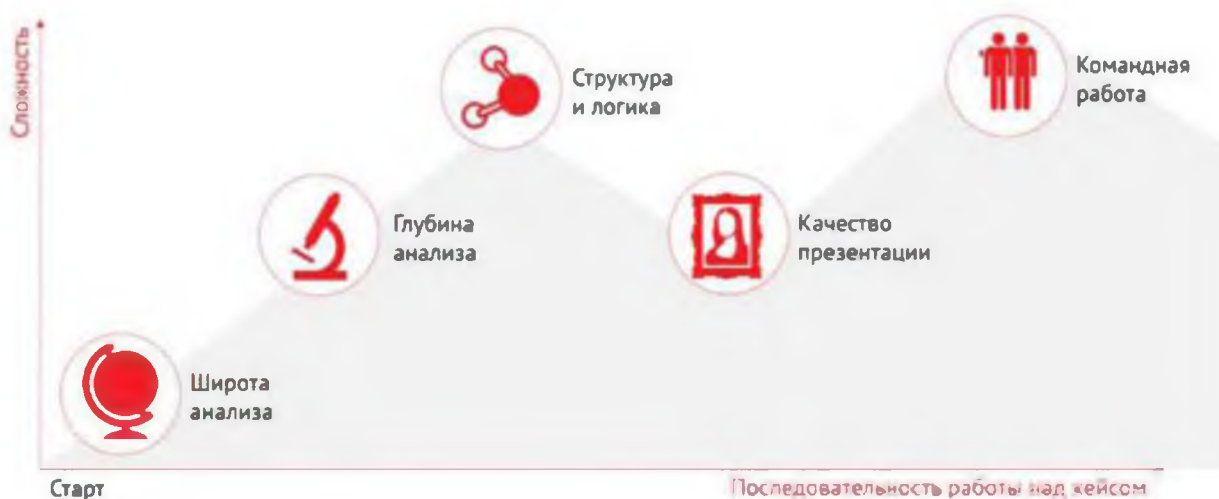 Сложность
Структура
и логика
Командная
работа
Глубина
анализа
Качество
презентации
Широта
анализа
Старт
Последовательность работы над кейсом